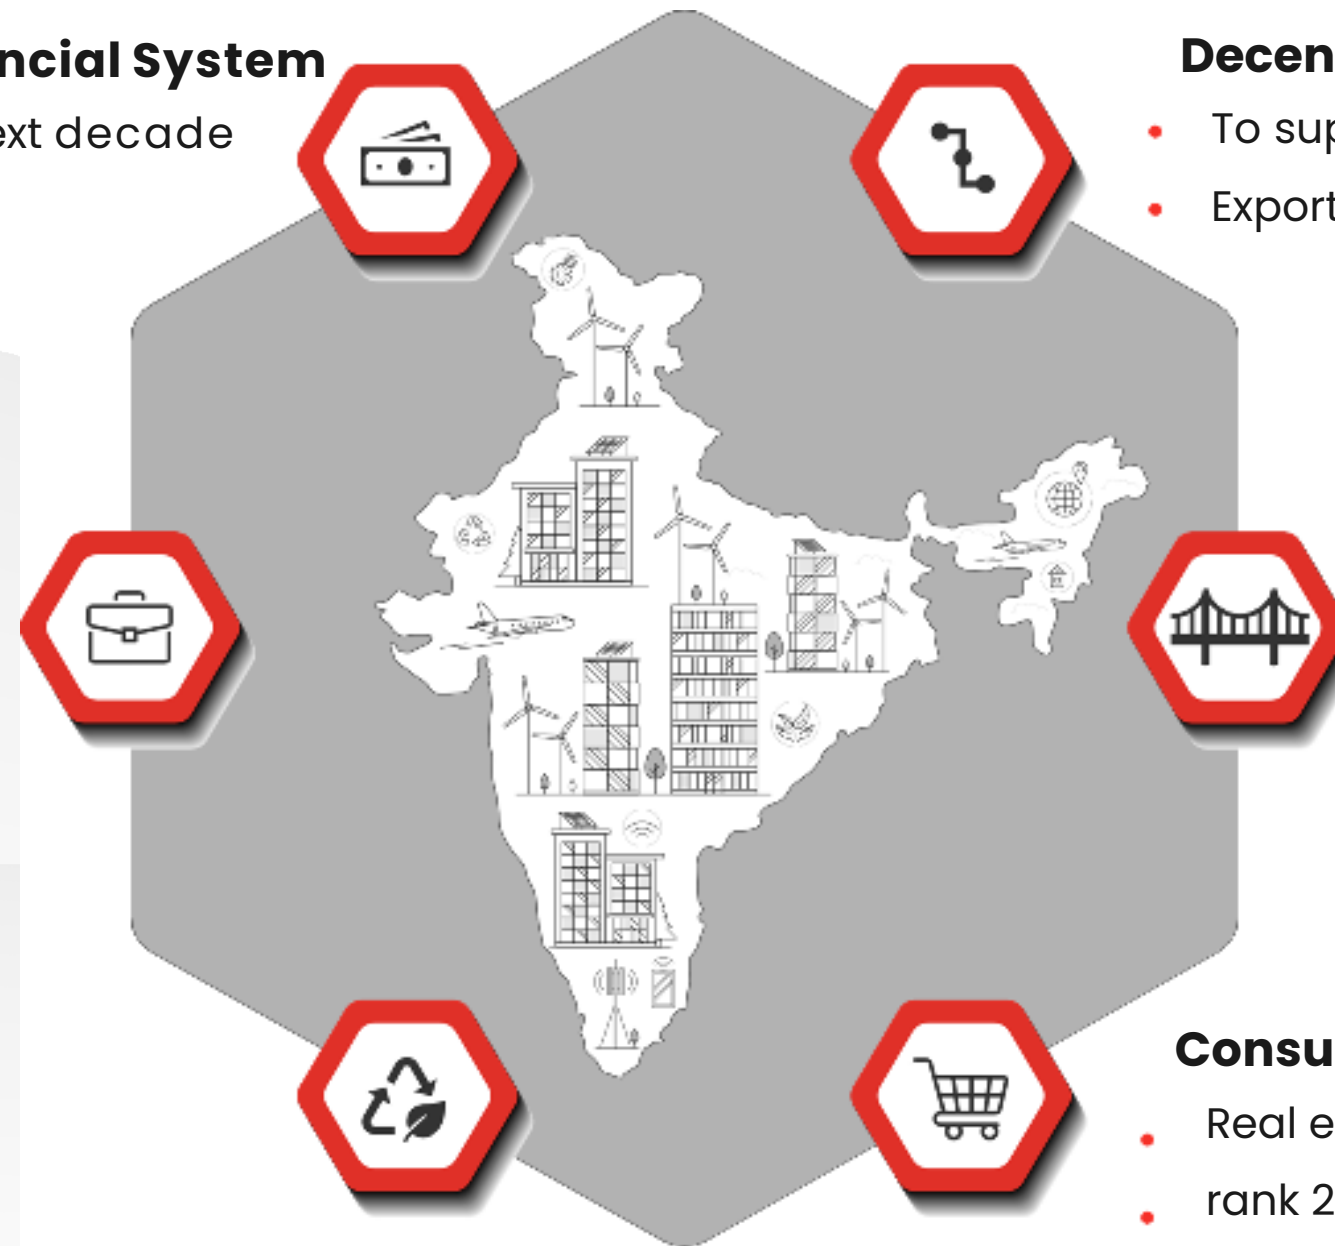 ncial System
ext decade
Decen
To sup
Export
Consu
Real e
rank 2